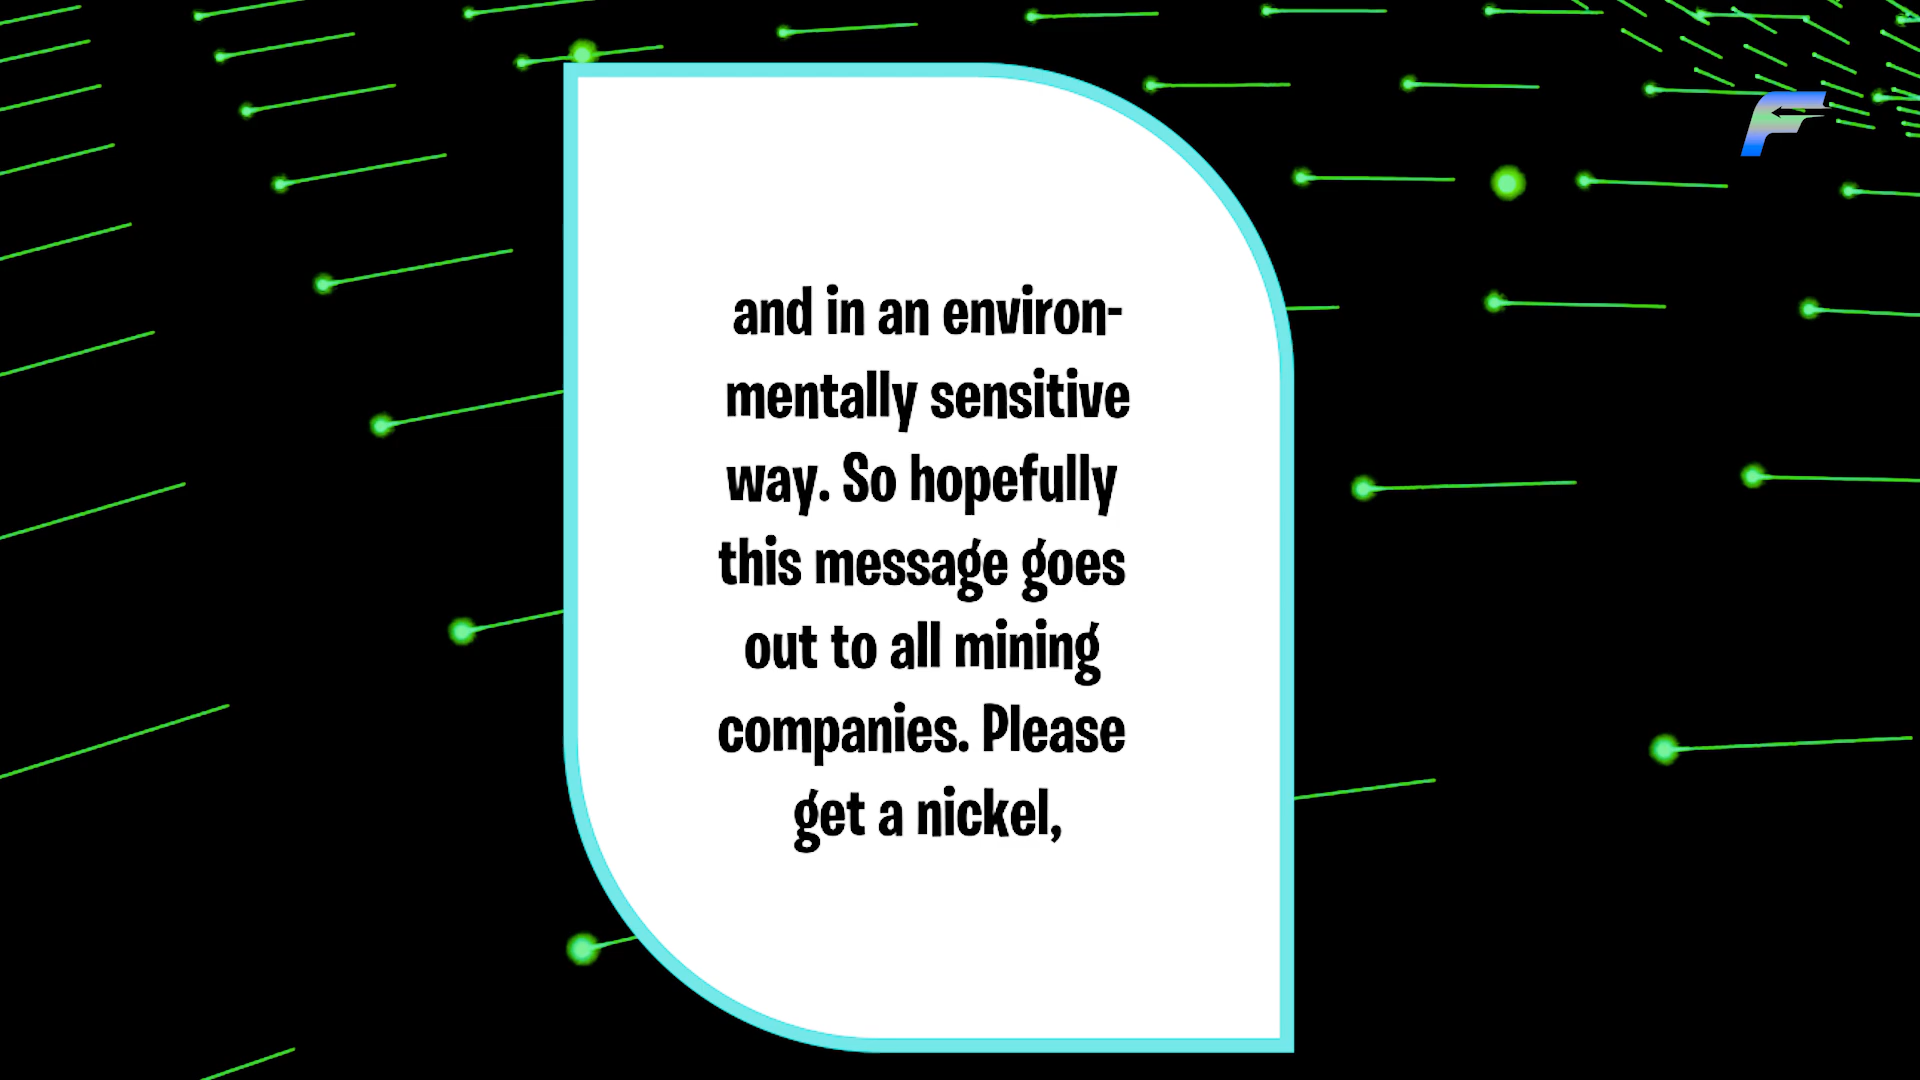 and in an environ-
mentally sensitive
way. So hopefully
this message goes
out to all mining
companies. Please
get a nickel,